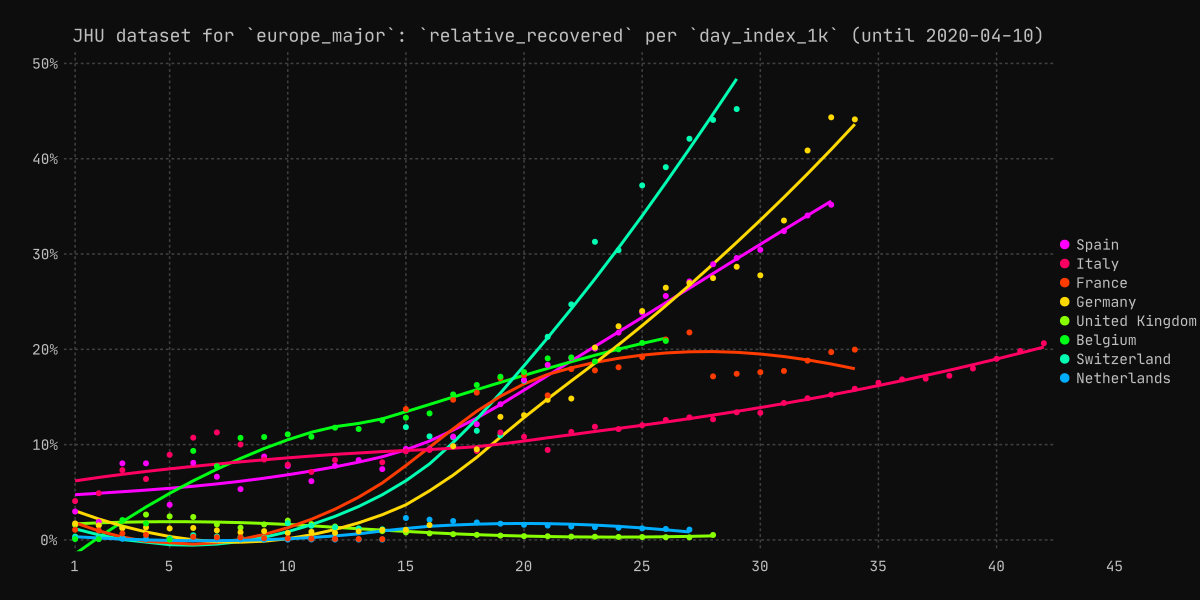 JHU dataset for `europe_major`: `relative_recovered` per `day_index_1k` (until 2020-04-10)
50%
40%
30%
20%
10%
0%
1 5 10 15 20 25 30 35 40 45
Spain
Italy
France
Germany
United Kingdom
Belgium
Switzerland
Netherlands